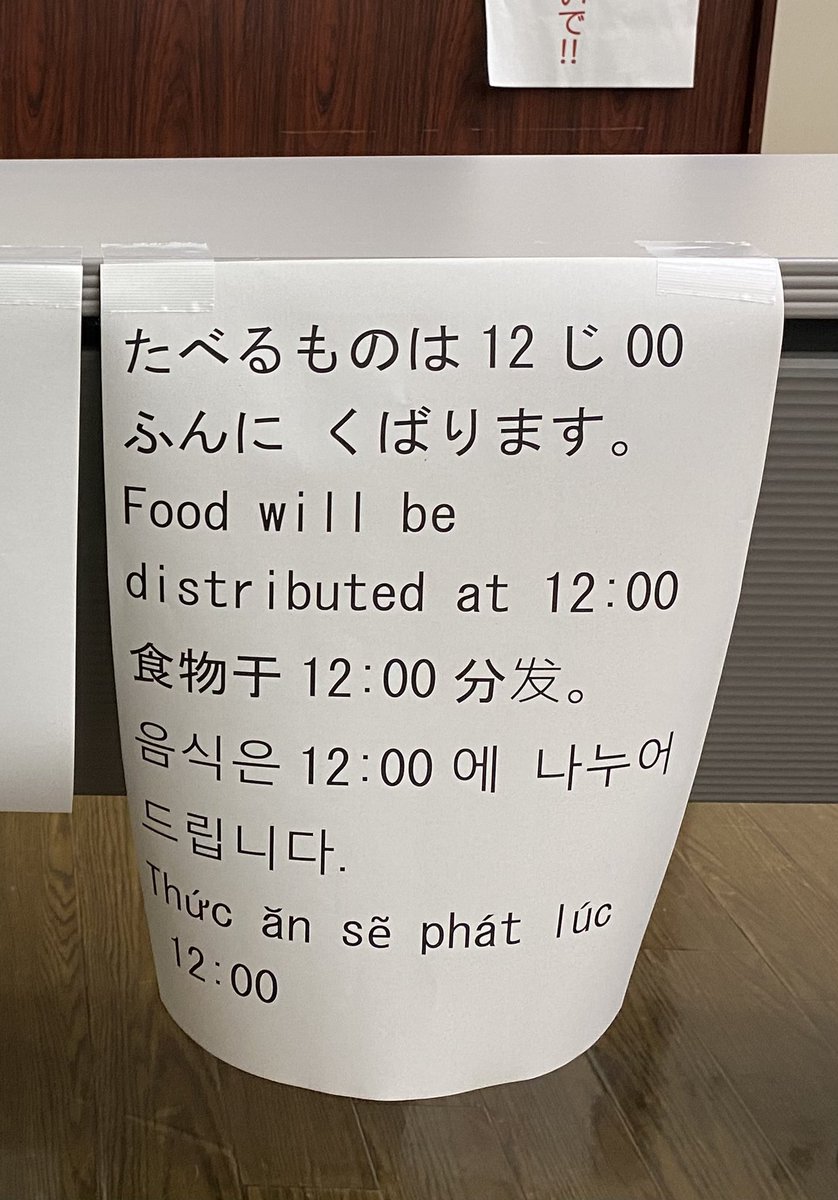 で!!
たべるものは 12 じ 00
ふんに くばります。
Food will be
distributed at 12:00
食物于 12:00 分发。
음식은 12:00 에 나누어
드립니다.
Thức ăn sẽ phát lúc
12:00